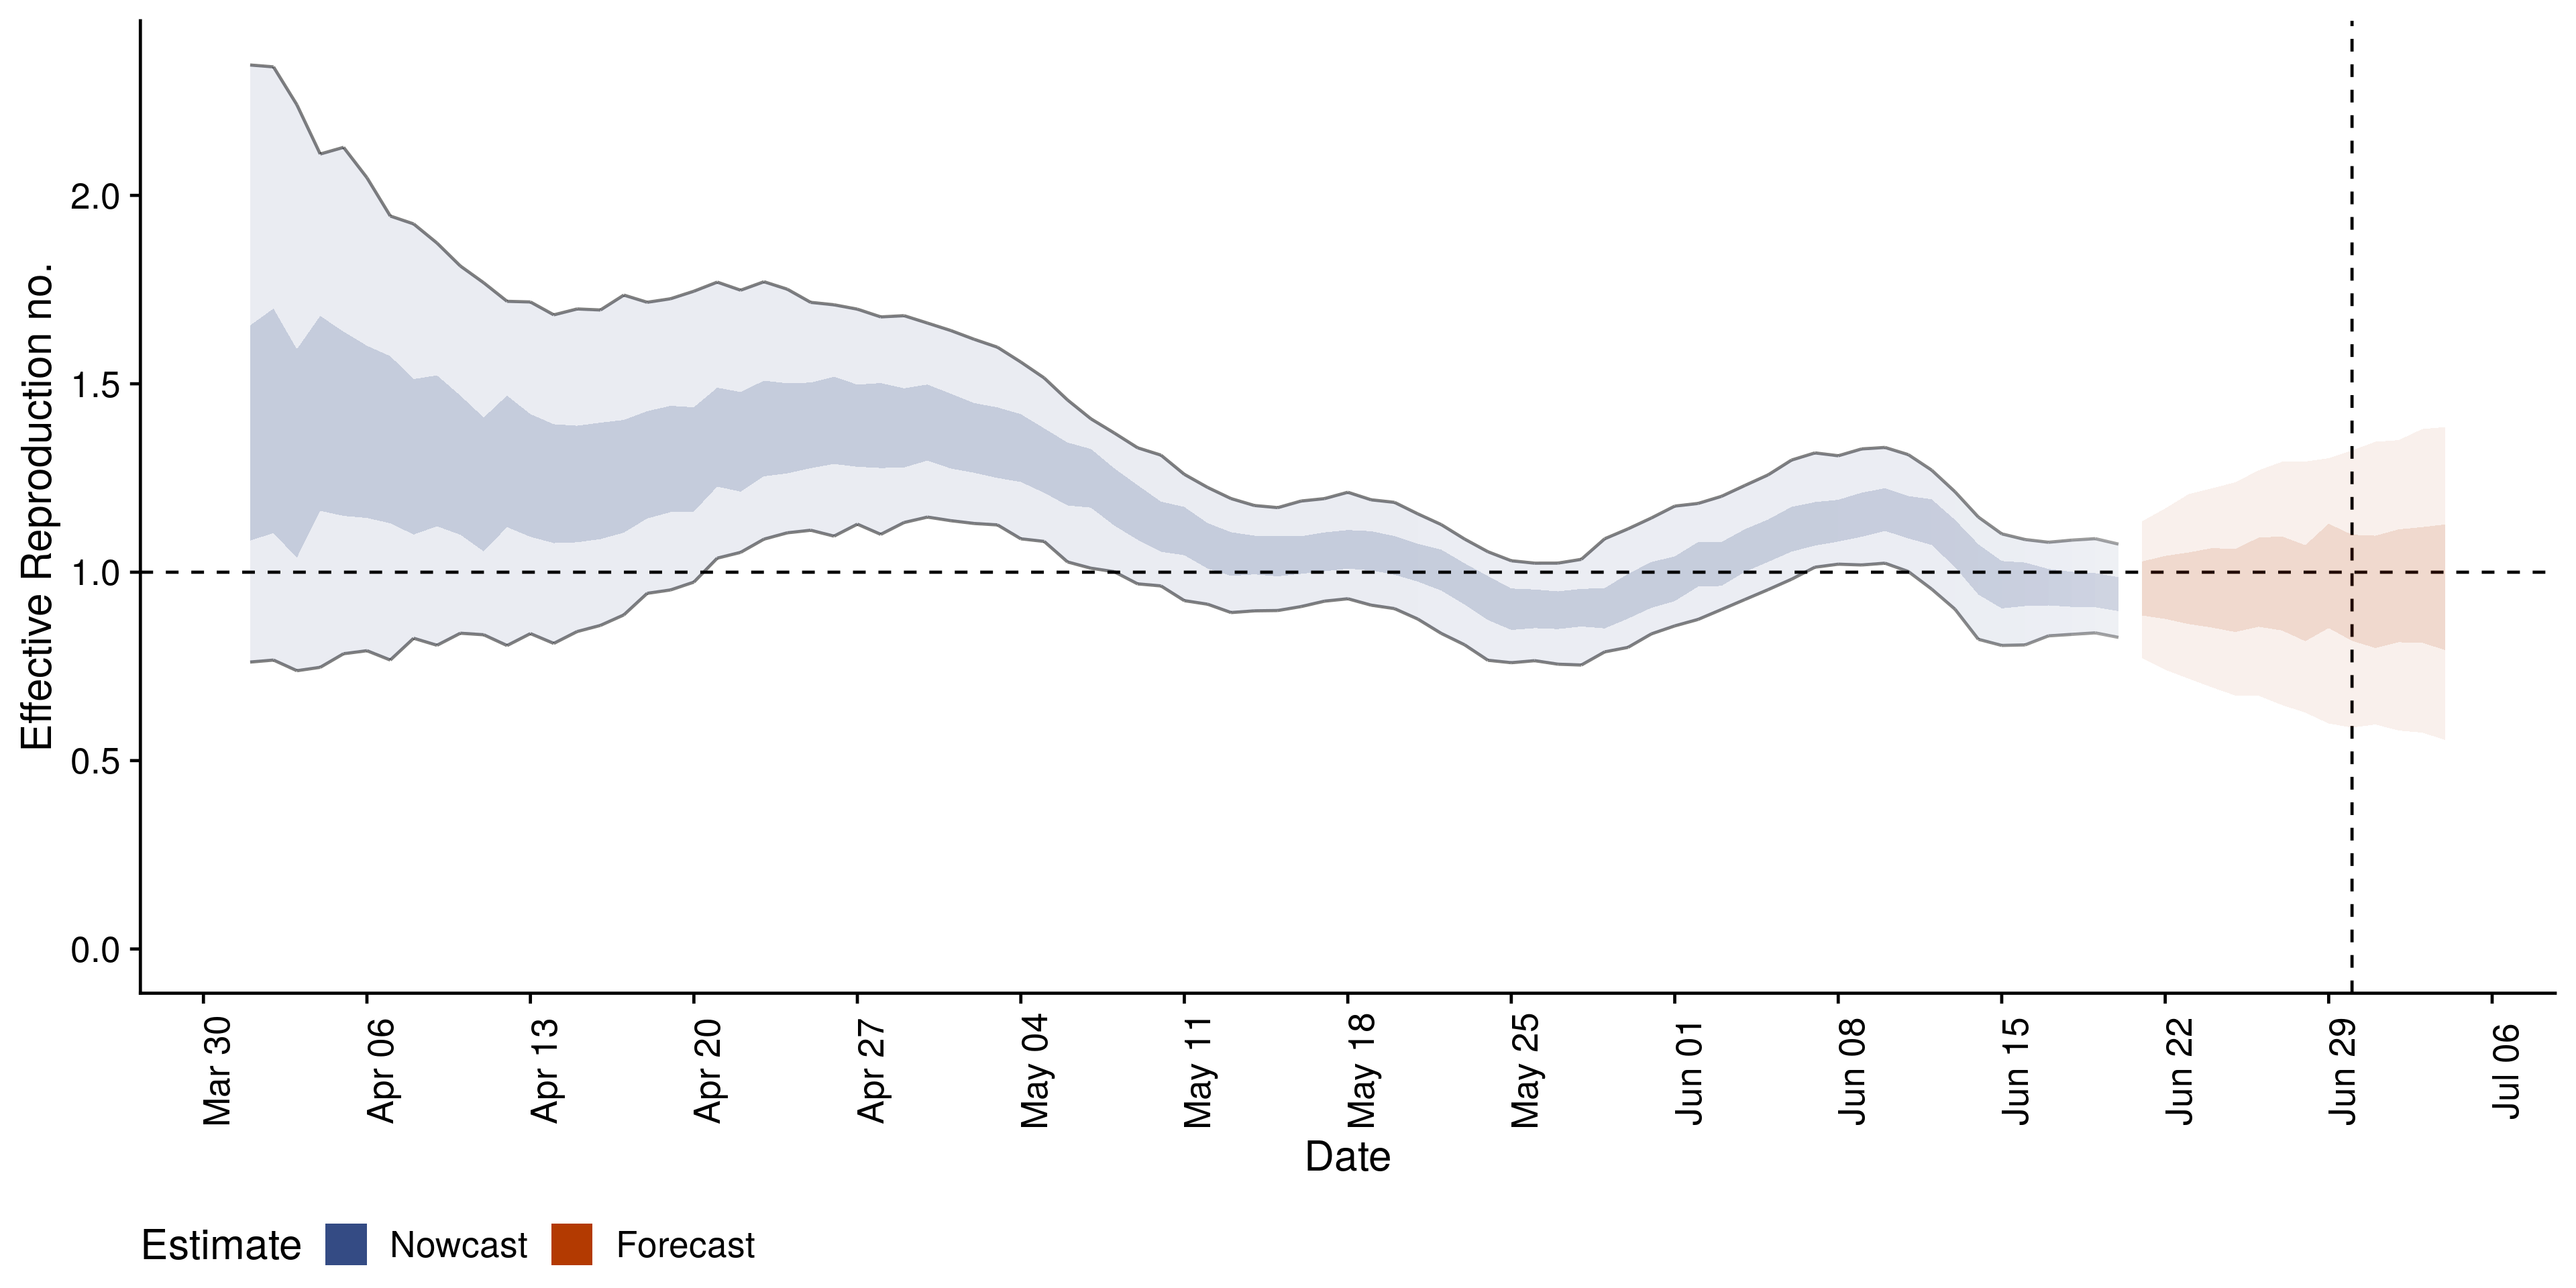 Effective Reproduction no.
2.0
1.5
1.0
0.5
0.0
Mar 30
Apr 06
Apr 13
Apr 20
Apr 27
May 04
May 11
May 18
May 25
Jun 01
Jun 08
Jun 15
Jun 22
Jun 29
Jul 06
Date
Estimate Nowcast Forecast